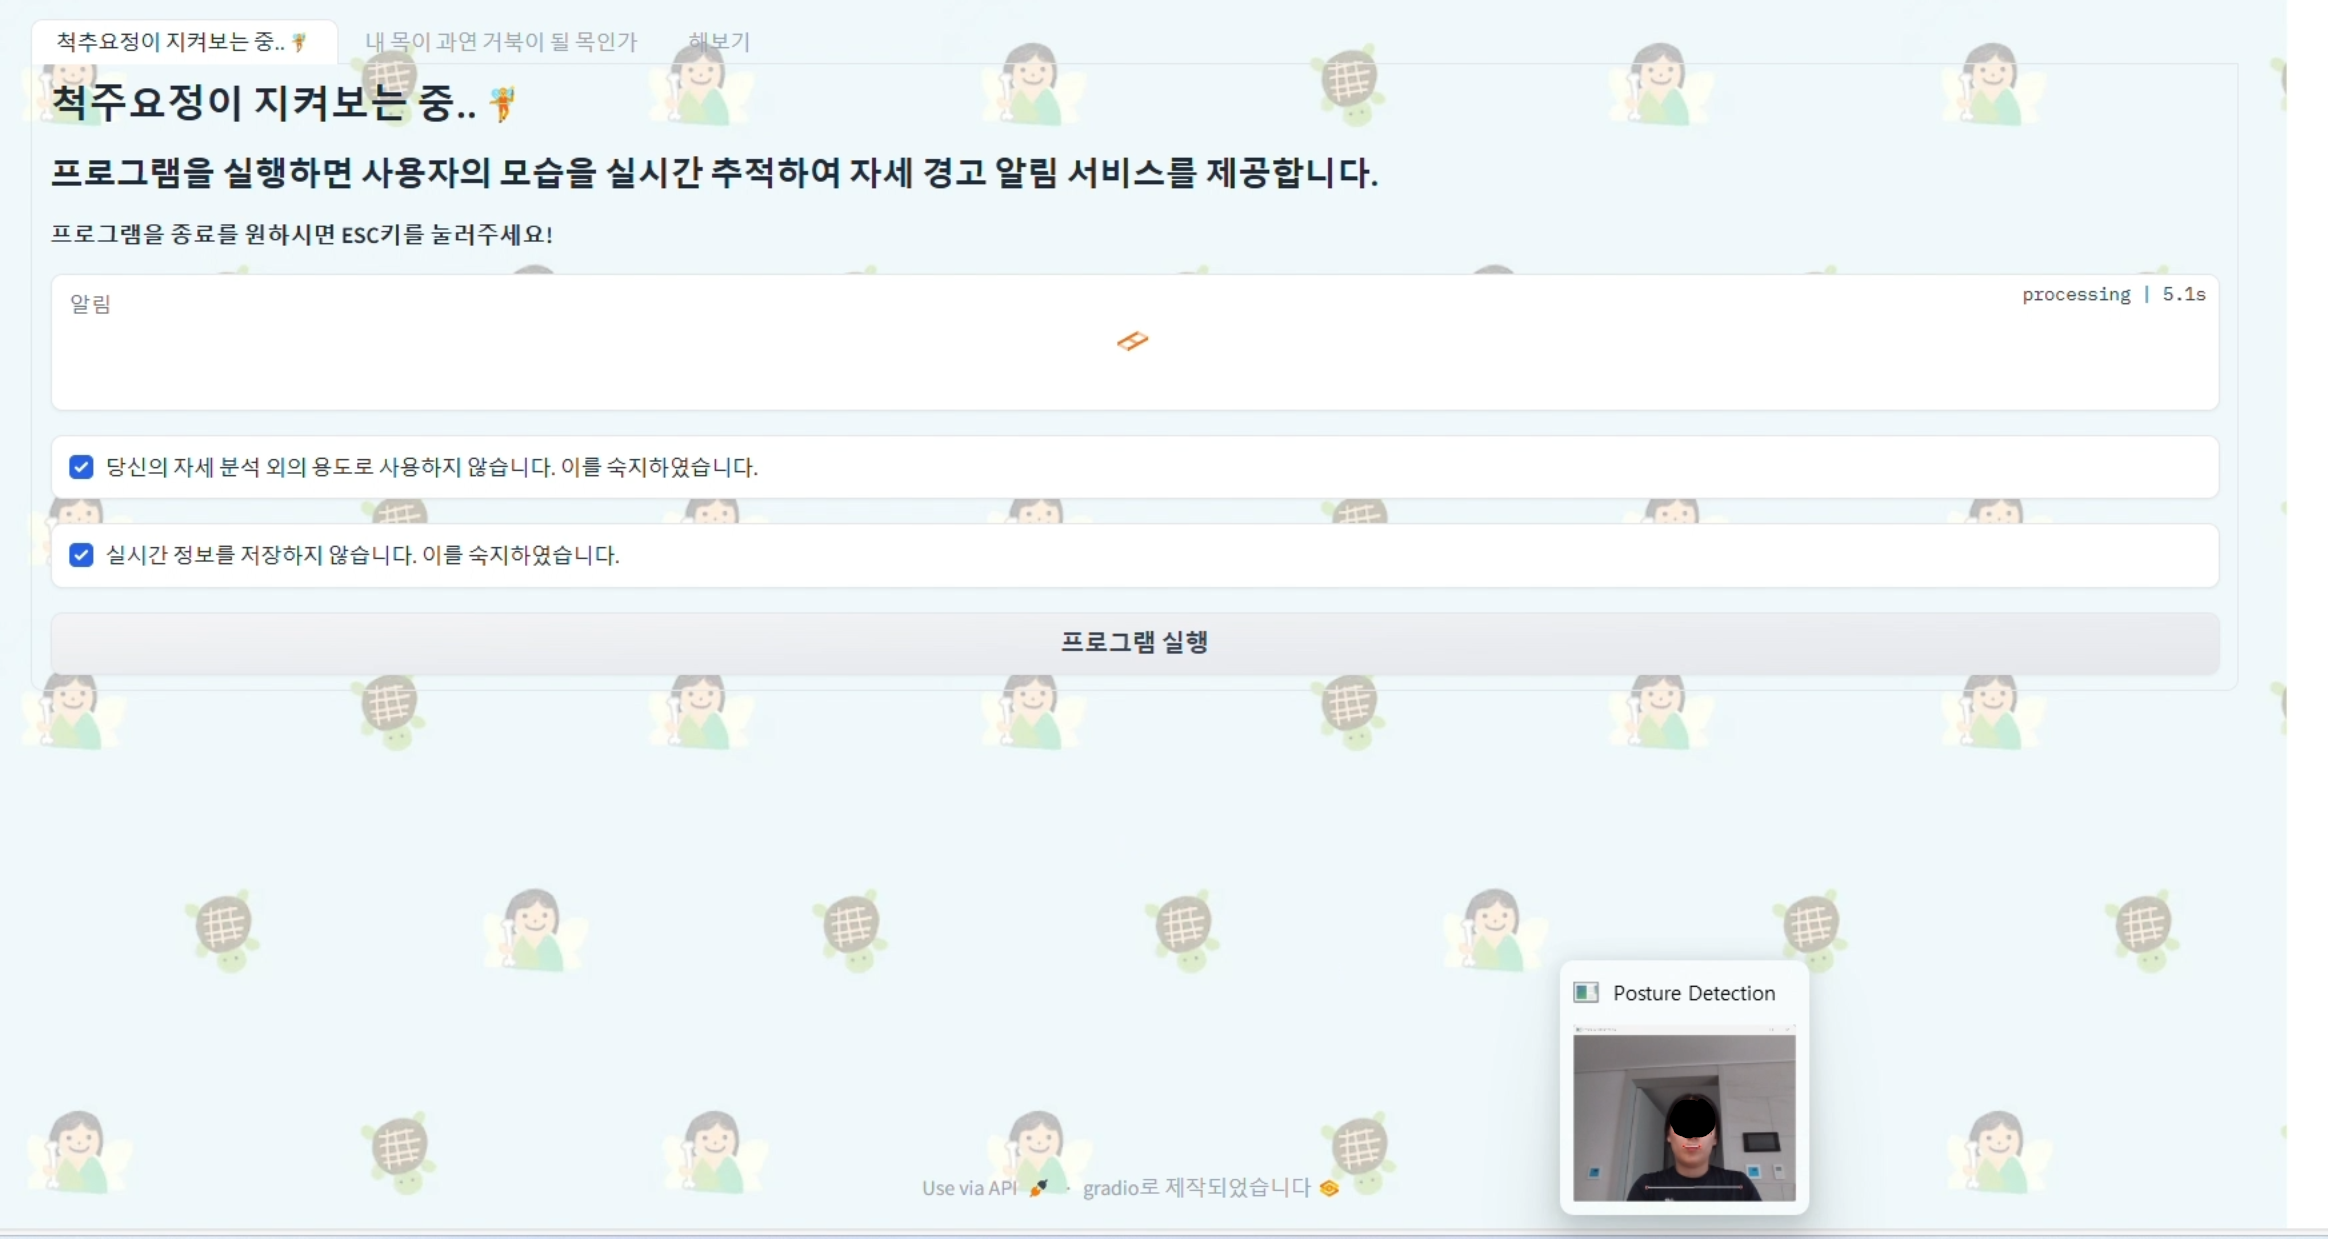 척추요정이 지켜보는 중..🧚 내 목이 과연 거북이 될 목인가 해보기
척주요정이 지켜보는 중..🧚
프로그램을 실행하면 사용자의 모습을 실시간 추적하여 자세 경고 알림 서비스를 제공합니다.
프로그램을 종료를 원하시면 ESC키를 눌러주세요!
알림
processing | 5.1s
당신의 자세 분석 외의 용도로 사용하지 않습니다. 이를 숙지하였습니다.
실시간 정보를 저장하지 않습니다. 이를 숙지하였습니다.
프로그램 실행
Posture Detection
Use via API 🚀 · gradio로 제작되었습니다